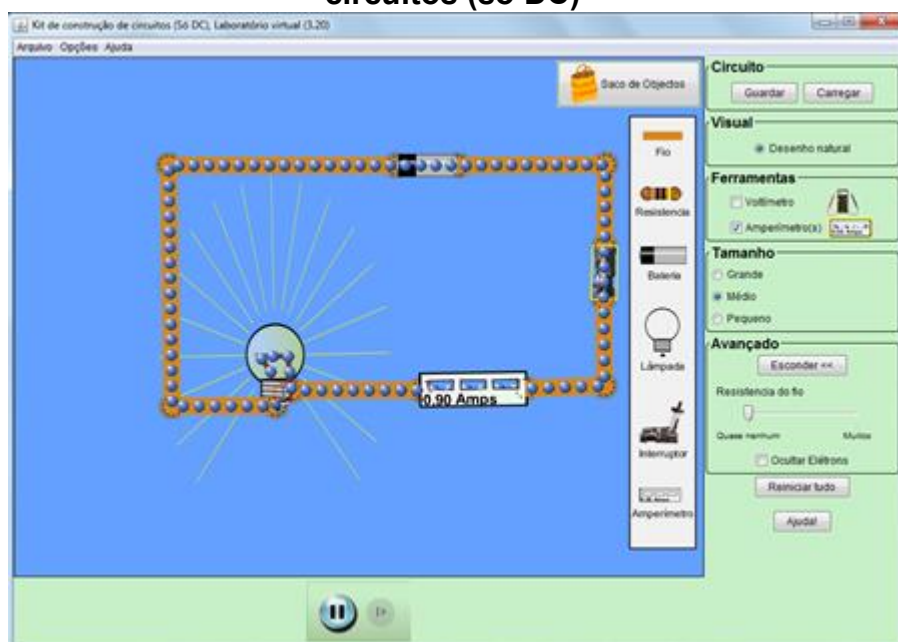 circuitos (só DC)
Kit de construção de circuitos (Só DC), Laboratório virtual (3.20)
Arquivo Opções Ajuda
Saco de Objectos
Fio
Resistencia
Bateria
Lâmpada
Interruptor
Amperímetro
0,90 Amps
Circuito
Guardar Carregar
Visual
Desenho natural
Ferramentas
Voltímetro
Amperímetro(s)
Tamanho
Grande
Médio
Pequeno
Avançado
Esconder <<
Resistencia do fio
Quase nenhum Muitos
Ocultar Elétrons
Reiniciar tudo
Ajuda!